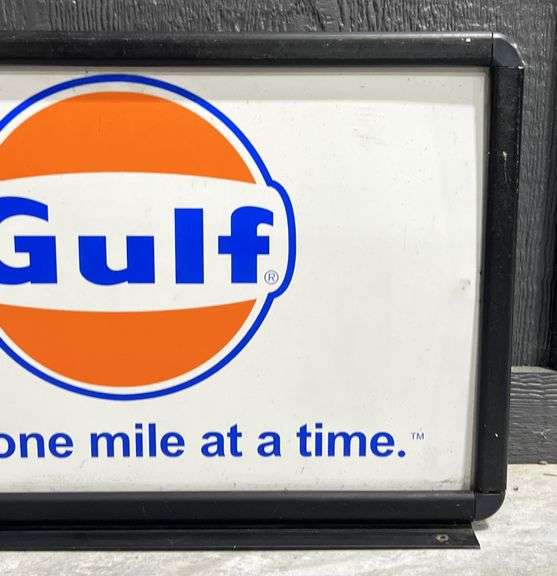 Gulf®
one mile at a time.™